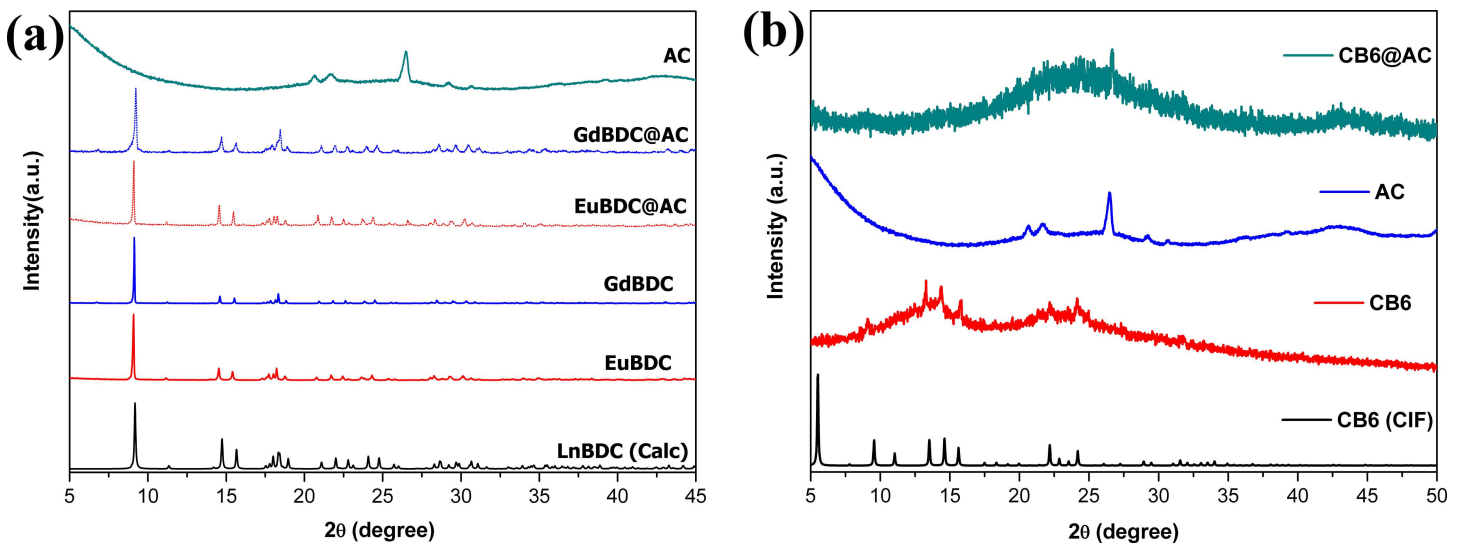 (a)
AC
GdBDC@AC
EuBDC@AC
GdBDC
EuBDC
LnBDC (Calc)
Intensity(a.u.)
5 10 15 20 25 30 35 40 45
2θ (degree)
(b)
CB6@AC
AC
CB6
CB6 (CIF)
Intensity (a.u.)
5 10 15 20 25 30 35 40 45 50
2θ (degree)